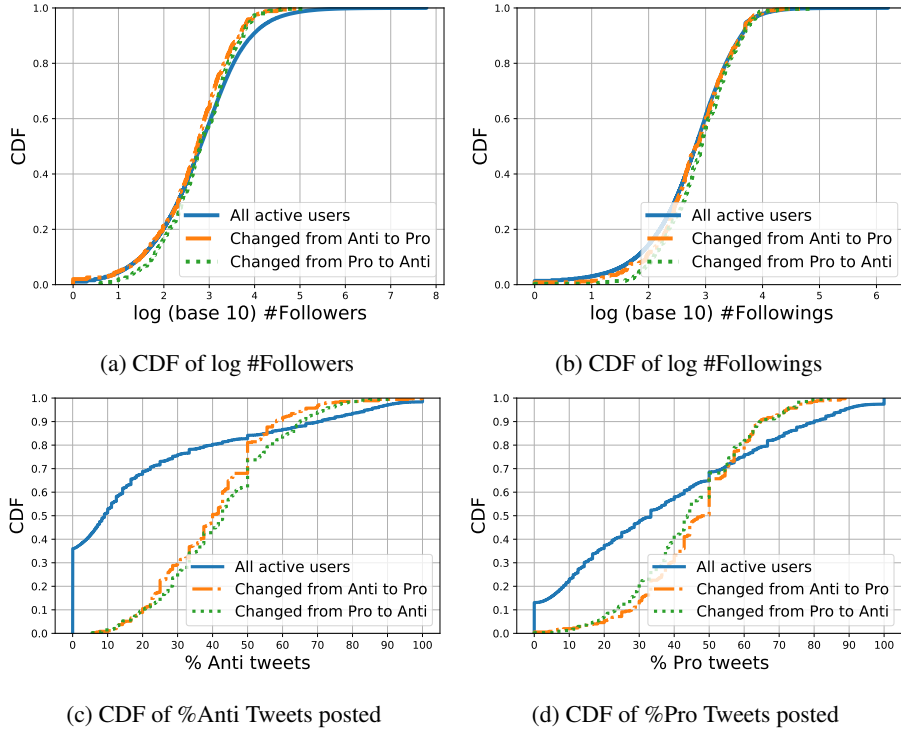 1.0
0.8
0.6
0.4
0.2
0.0
CDF
0 1 2 3 4 5 6 7 8
log (base 10) #Followers
All active users
Changed from Anti to Pro
Changed from Pro to Anti
(a) CDF of log #Followers
1.0
0.8
0.6
0.4
0.2
0.0
CDF
0 1 2 3 4 5 6
log (base 10) #Followings
All active users
Changed from Anti to Pro
Changed from Pro to Anti
(b) CDF of log #Followings
1.0
0.9
0.8
0.7
0.6
0.5
0.4
0.3
0.2
0.1
0.0
CDF
0 10 20 30 40 50 60 70 80 90 100
% Anti tweets
All active users
Changed from Anti to Pro
Changed from Pro to Anti
(c) CDF of %Anti Tweets posted
1.0
0.9
0.8
0.7
0.6
0.5
0.4
0.3
0.2
0.1
0.0
CDF
0 10 20 30 40 50 60 70 80 90 100
% Pro tweets
All active users
Changed from Anti to Pro
Changed from Pro to Anti
(d) CDF of %Pro Tweets posted